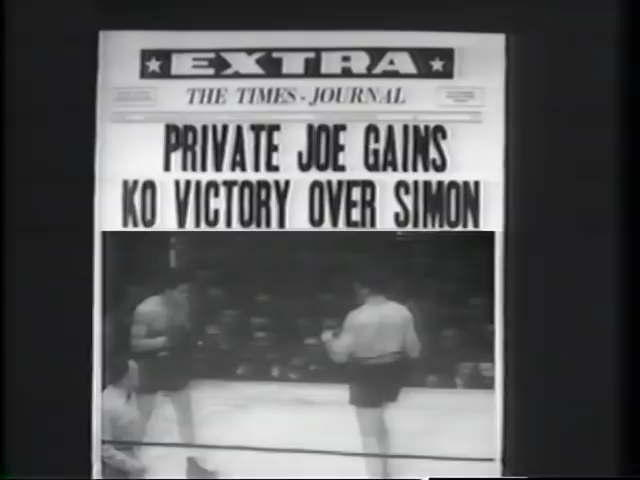 EXTRA
THE TIMES-JOURNAL
PRIVATE JOE GAINS
KO VICTORY OVER SIMON